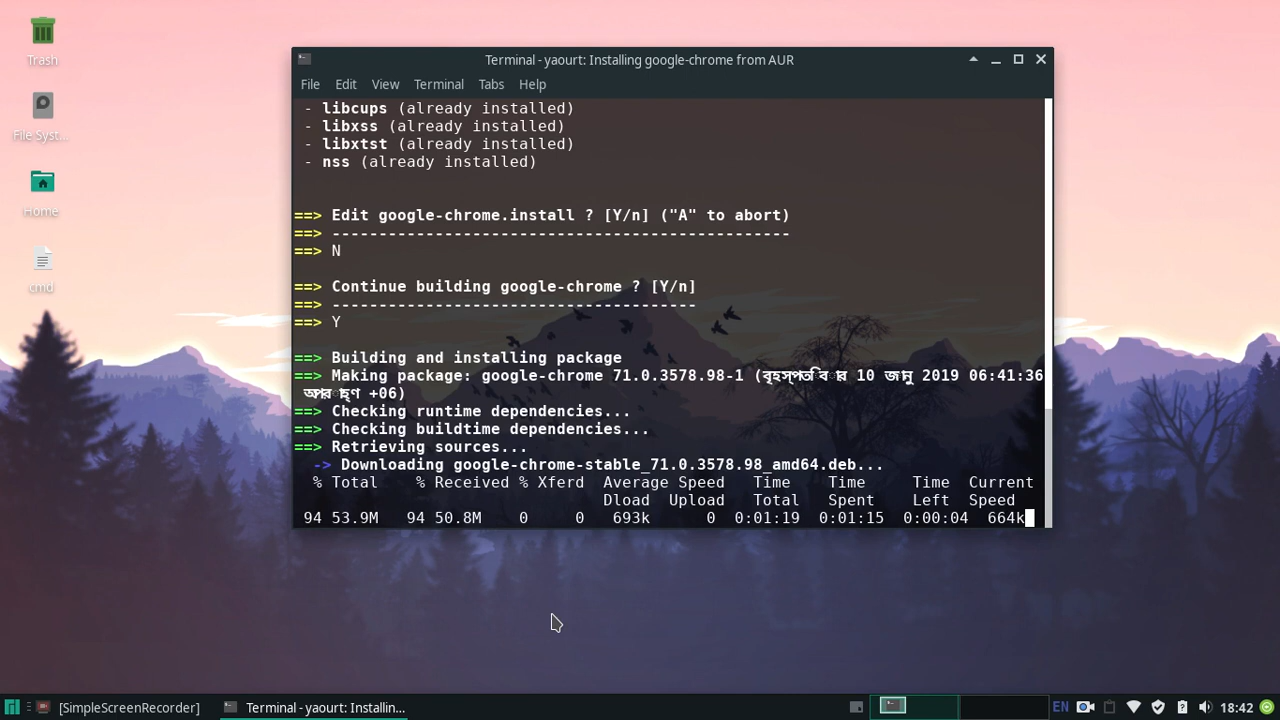 Trash
File Syst...
Home
cmd
Terminal - yaourt: Installing google-chrome from AUR
File Edit View Terminal Tabs Help
- libcups (already installed)
- libxss (already installed)
- libxtst (already installed)
- nss (already installed)
==> Edit google-chrome.install ? [Y/n] ("A" to abort)
==> -------------------------------------------------
==> N
==> Continue building google-chrome ? [Y/n]
==> ---------------------------------------
==> Y
==> Building and installing package
==> Making package: google-chrome 71.0.3578.98-1 (বৃহস্পতিবার 10 জানু 2019 06:41:36
অপরাহ্ণ +06)
==> Checking runtime dependencies...
==> Checking buildtime dependencies...
==> Retrieving sources...
-> Downloading google-chrome-stable_71.0.3578.98_amd64.deb...
% Total % Received % Xferd Average Speed Time Time Time Current
Dload Upload Total Spent Left Speed
94 53.9M 94 50.8M 0 0 693k 0 0:01:19 0:01:15 0:00:04 664k
[SimpleScreenRecorder] Terminal - yaourt: Installin... EN 18:42